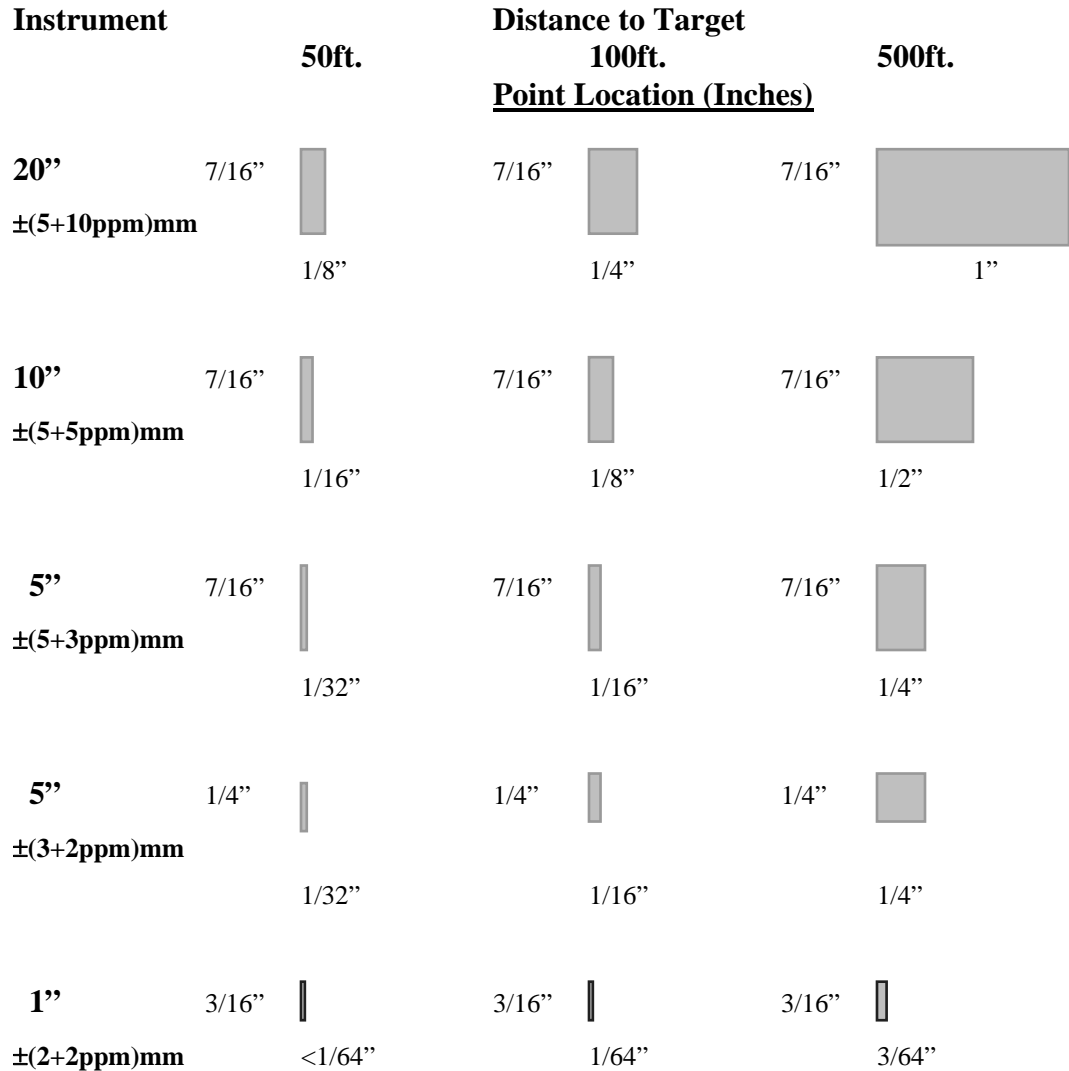 Instrument Distance to Target
50ft. 100ft. 500ft.
Point Location (Inches)
20” 7/16” 7/16” 7/16”
±(5+10ppm)mm
1/8” 1/4” 1”
10” 7/16” 7/16” 7/16”
±(5+5ppm)mm
1/16” 1/8” 1/2”
5” 7/16” 7/16” 7/16”
±(5+3ppm)mm
1/32” 1/16” 1/4”
5” 1/4” 1/4” 1/4”
±(3+2ppm)mm
1/32” 1/16” 1/4”
1” 3/16” 3/16” 3/16”
±(2+2ppm)mm <1/64” 1/64” 3/64”